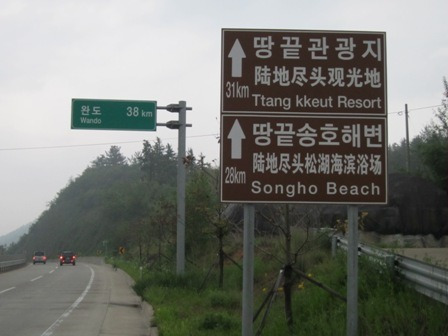 완도 38 km
Wando
땅끝관광지
陆地尽头观光地
31km
Ttang kkeut Resort
땅끝송호해변
陆地尽头松湖海滨浴场
28km
Songho Beach